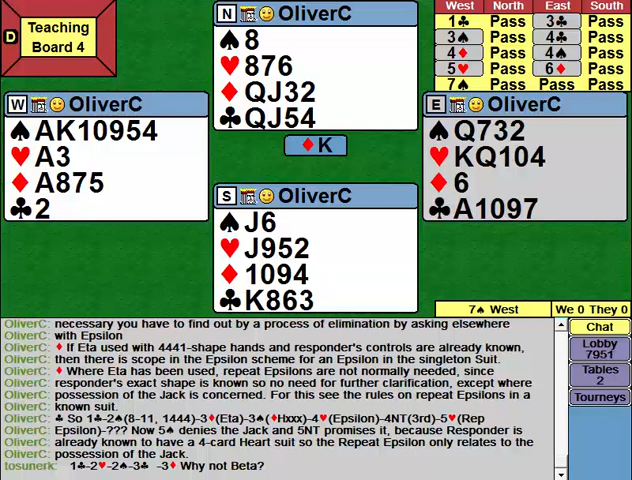 D
Teaching
Board 4
N OliverC
♠ 8
♥ 876
♦ QJ32
♣ QJ54
West North East South
1♣ Pass 3♣ Pass
3♠ Pass 4♣ Pass
4♦ Pass 4♠ Pass
5♥ Pass 6♦ Pass
7♠ Pass Pass Pass
W OliverC
♠ AK10954
♥ A3
♦ A875
♣ 2
♦ K
E OliverC
♠ Q732
♥ KQ104
♦ 6
♣ A1097
S OliverC
♠ J6
♥ J952
♦ 1094
♣ K863
7♠ West We 0 They 0
OliverC: necessary you have to find out by a process of elimination by asking elsewhere
OliverC: with Epsilon
OliverC: ♦ If Eta used with 4441-shape hands and responder's controls are already known,
OliverC: then there is scope in the Epsilon scheme for an Epsilon in the singleton Suit.
OliverC: ♦ Where Eta has been used, repeat Epsilons are not normally needed, since
OliverC: responder's exact shape is known so no need for further clarification, except where
OliverC: possession of the Jack is concerned. For this see the rules on repeat Epsilons in a
OliverC: known suit.
OliverC: ♣ So 1♣-2♠(8-11, 1444)-3♦(Eta)-3♠(♦Hxxx)-4♥(Epsilon)-4NT(3rd)-5♥(Rep
OliverC: Epsilon)-??? Now 5♠ denies the Jack and 5NT promises it, because Responder is
OliverC: already known to have a 4-card Heart suit so the Repeat Epsilon only relates to the
OliverC: possession of the Jack.
tosunerk: 1♣-2♥-2♠-3♣ -3♦ Why not Beta?
Chat
Lobby
7951
Tables
2
Tourneys